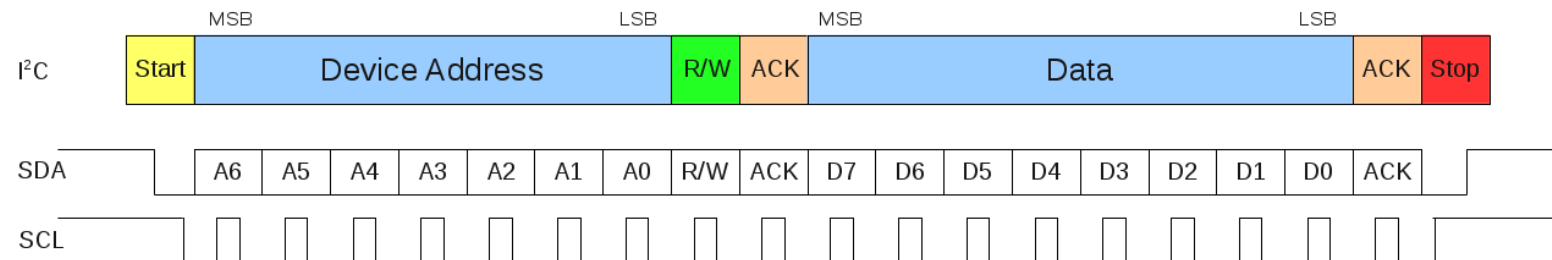 MSB LSB MSB LSB
I²C Start Device Address R/W ACK Data ACK Stop
SDA A6 A5 A4 A3 A2 A1 A0 R/W ACK D7 D6 D5 D4 D3 D2 D1 D0 ACK
SCL